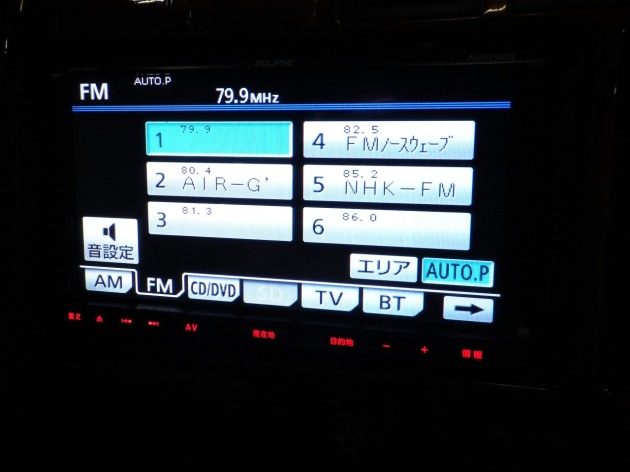 ECLIPSE
FM
AUTO.P
79.9MHz
1 79.9
2 80.4 AIR-G'
3 81.3
4 82.5 FMノースウェーブ
5 85.2 NHK-FM
6 86.0
音設定
エリア
AUTO.P
AM
FM
CD/DVD
SD
TV
BT
AV
現在地
目的地
-
+
情報